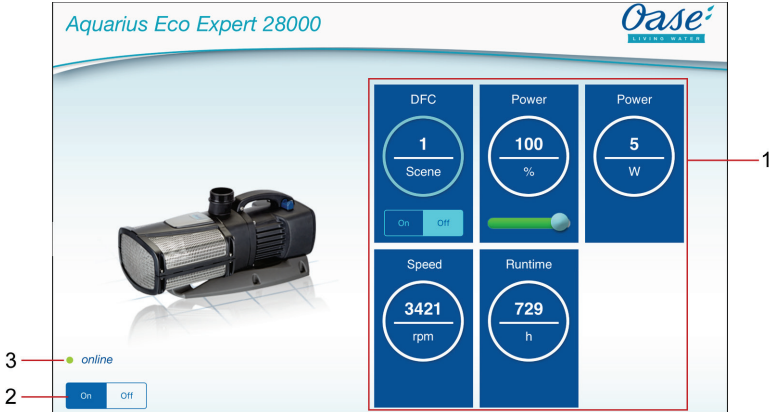 Aquarius Eco Expert 28000
Oase
LIVING WATER
DFC
1
Scene
On Off
Power
100
%
Power
5
W
1
Speed
3421
rpm
Runtime
729
h
3
online
2
On Off